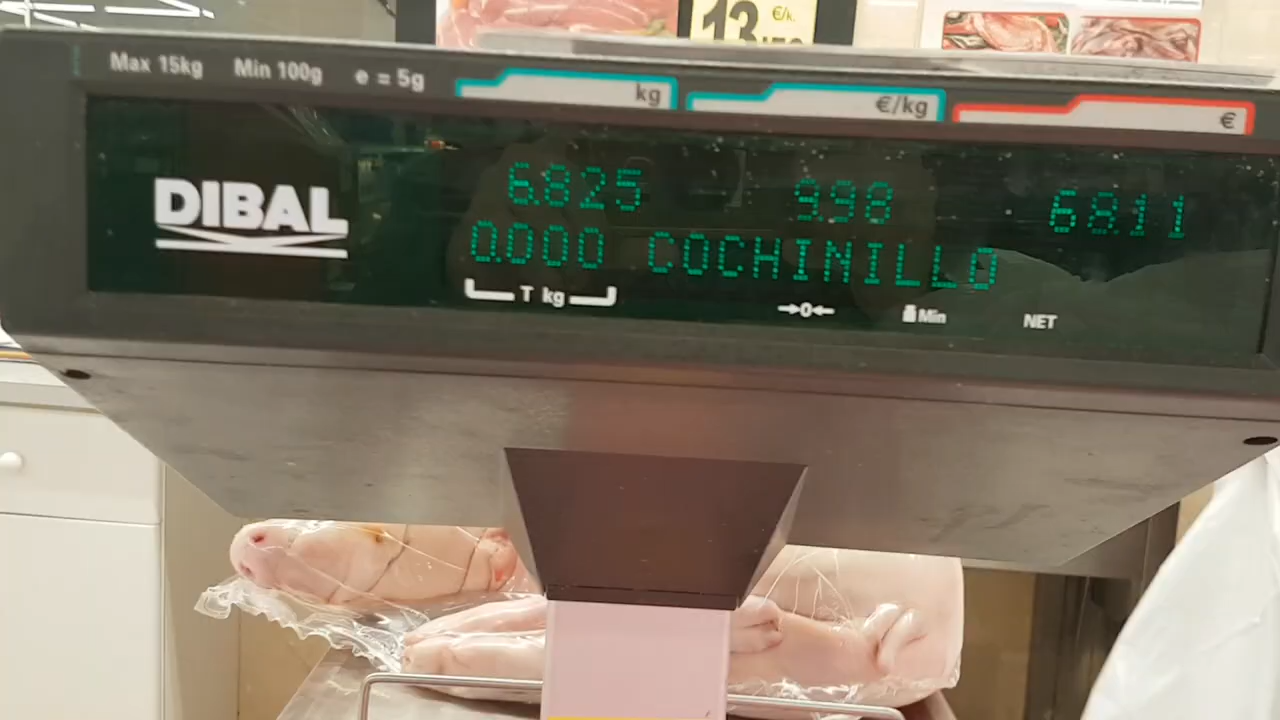 13 €/k.
Max 15kg Min 100g e = 5g kg €/kg €
DIBAL
6.825 9.98 68.11
0.000 COCHINILLO
T kg →0← Min NET